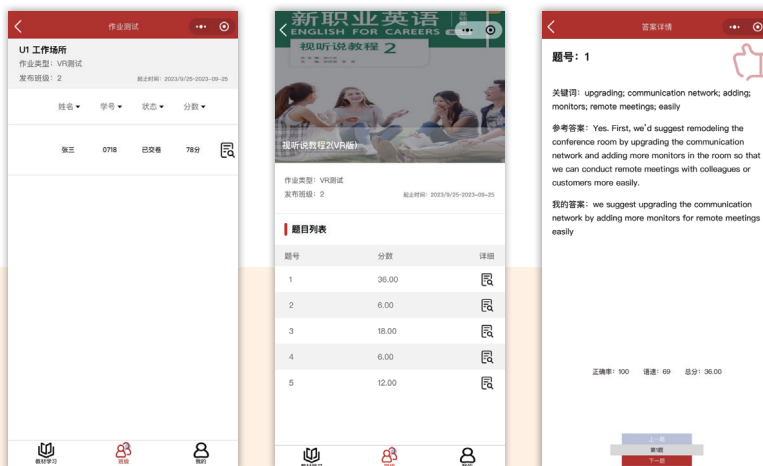 作业测试
U1 工作场所
作业类型：VR测试
发布班级：2
起止时间：2023/9/25-2023-09-25
姓名 学号 状态 分数
张三 0718 已交卷 78分
教材学习 班级 我的
新职业英语
ENGLISH FOR CAREERS
视听说教程 2
视听说教程2(VR版)
作业类型：VR测试
发布班级：2
起止时间：2023/9/25-2023-09-25
题目列表
题号 分数 详细
1 36.00
2 6.00
3 18.00
4 6.00
5 12.00
教材学习 班级 我的
答案详情
题号：1
关键词：upgrading; communication network; adding;
monitors; remote meetings; easily
参考答案：Yes. First, we'd suggest remodeling the
conference room by upgrading the communication
network and adding more monitors in the room so that
we can conduct remote meetings with colleagues or
customers more easily.
我的答案：we suggest upgrading the communication
network by adding more monitors for remote meetings
easily
正确率：100 语速：69 总分：36.00
上一题
第1题
下一题